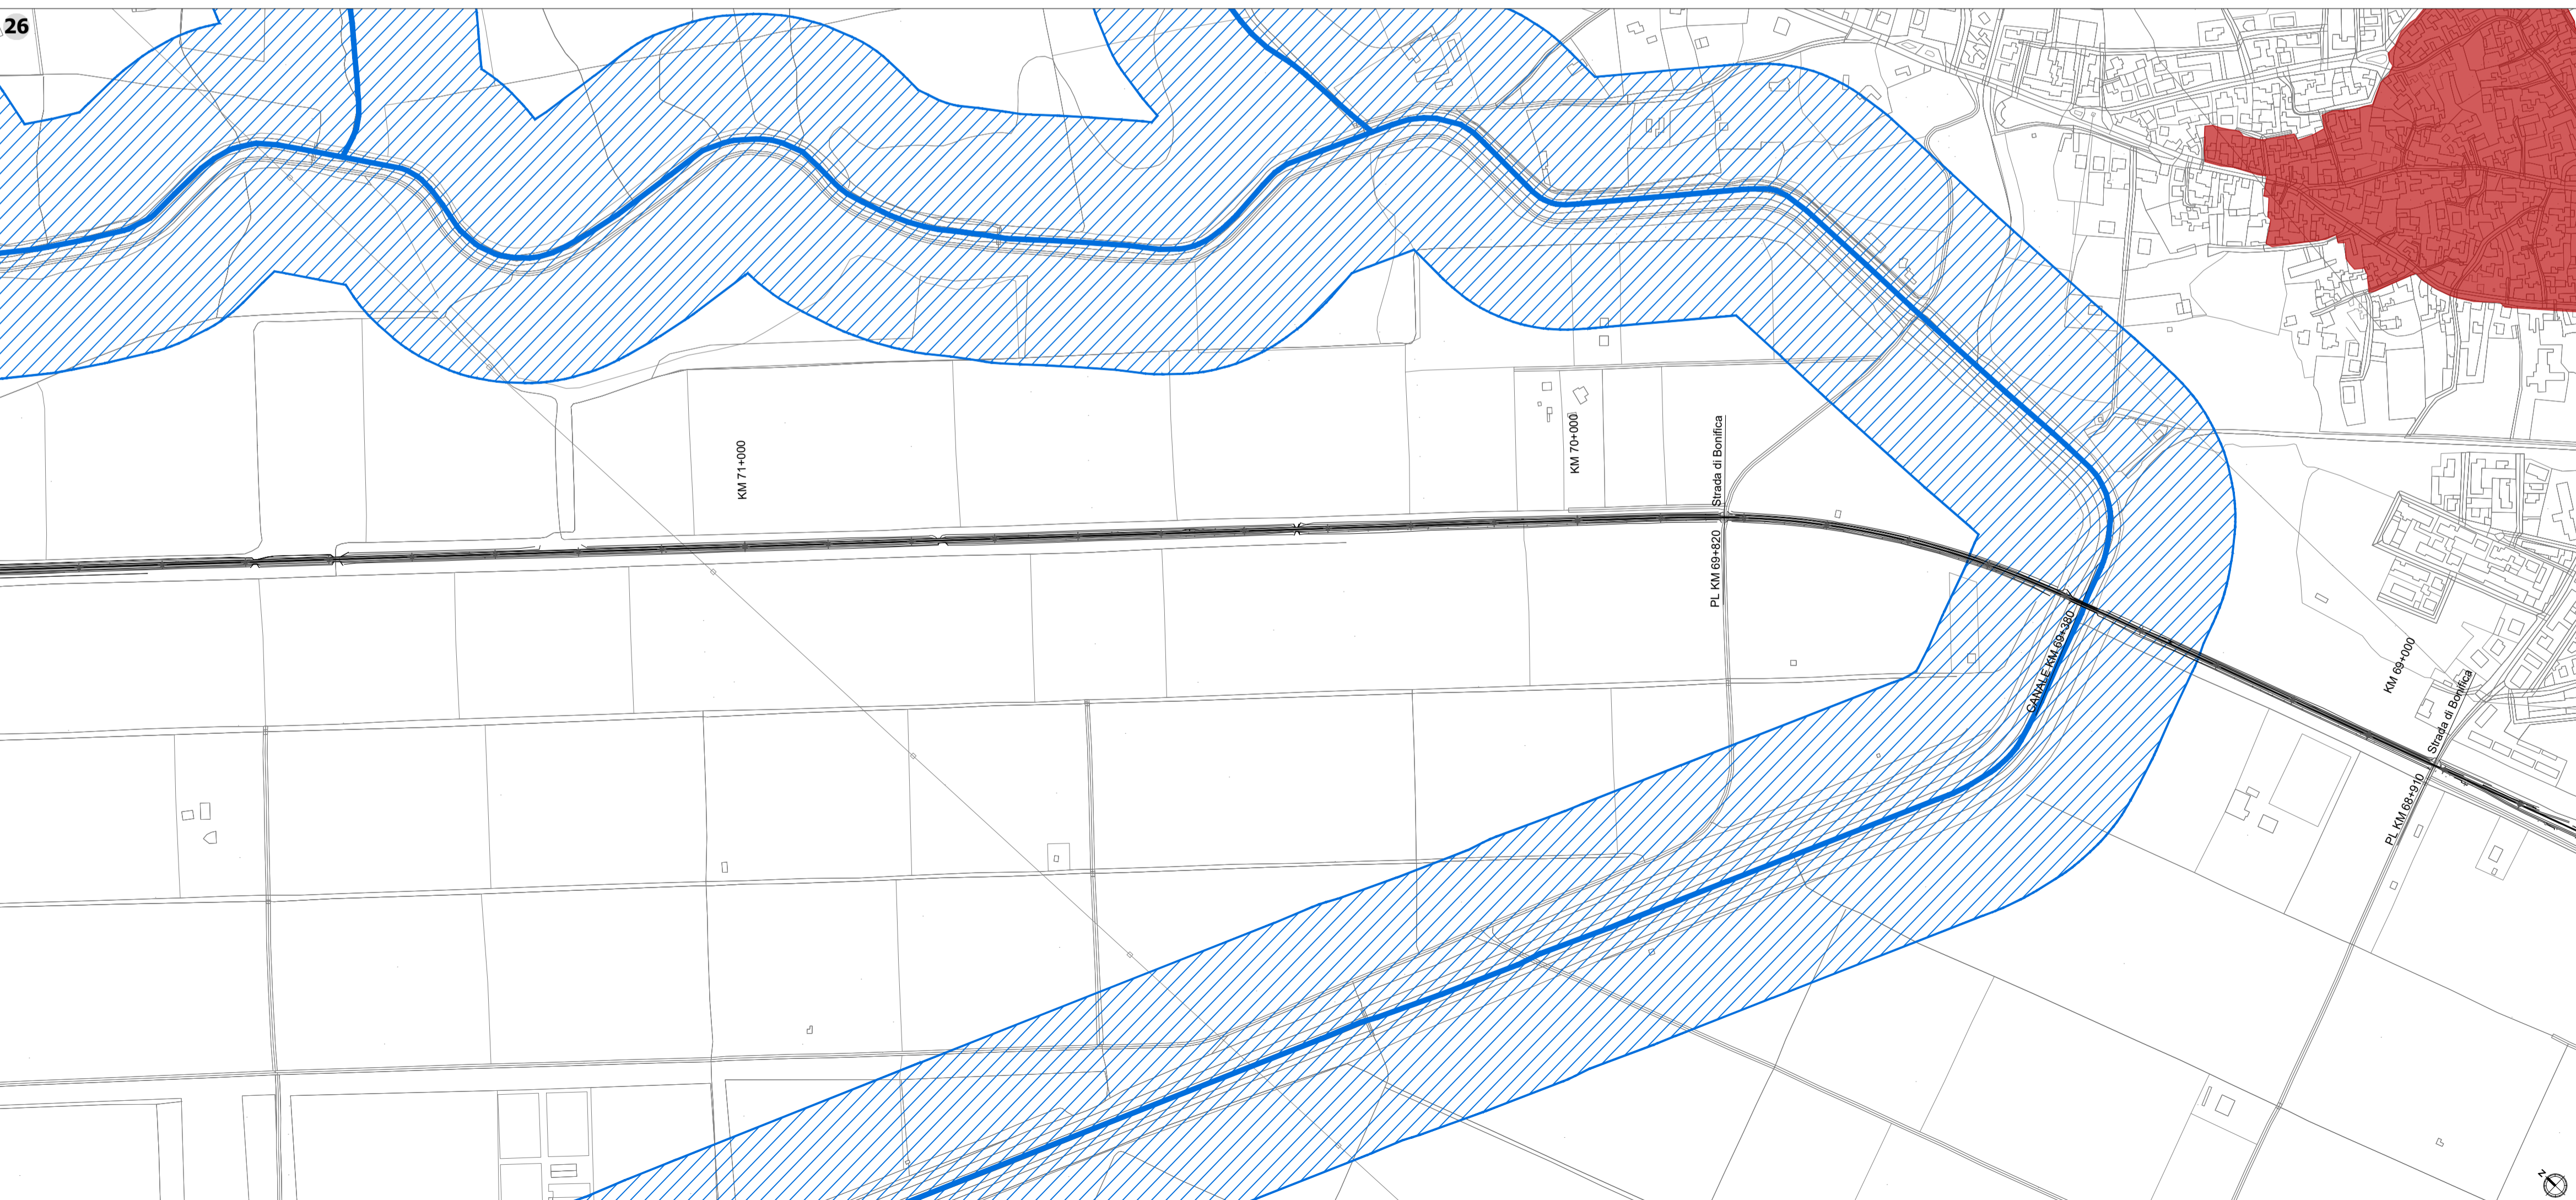 26
KM 71+000
KM 70+000
Strada di Bonifica
PL KM 69+820
CANALE KM 69+380
KM 69+000
Strada di Bonifica
PL KM 68+910
N